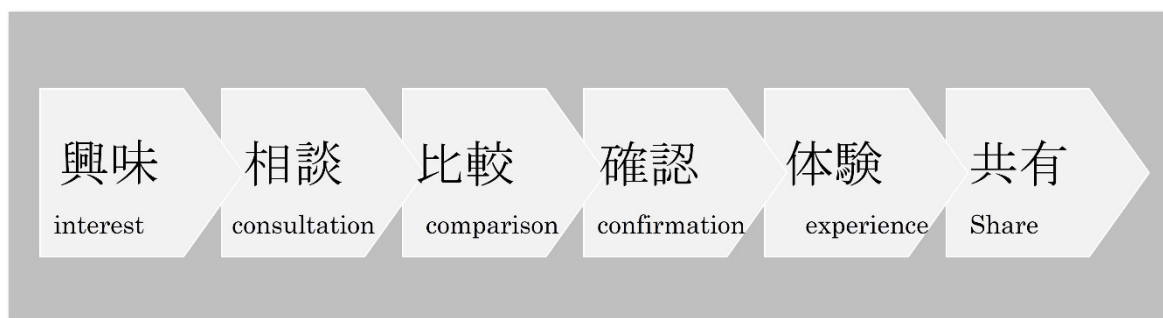 興味
interest
相談
consultation
比較
comparison
確認
confirmation
体験
experience
共有
Share